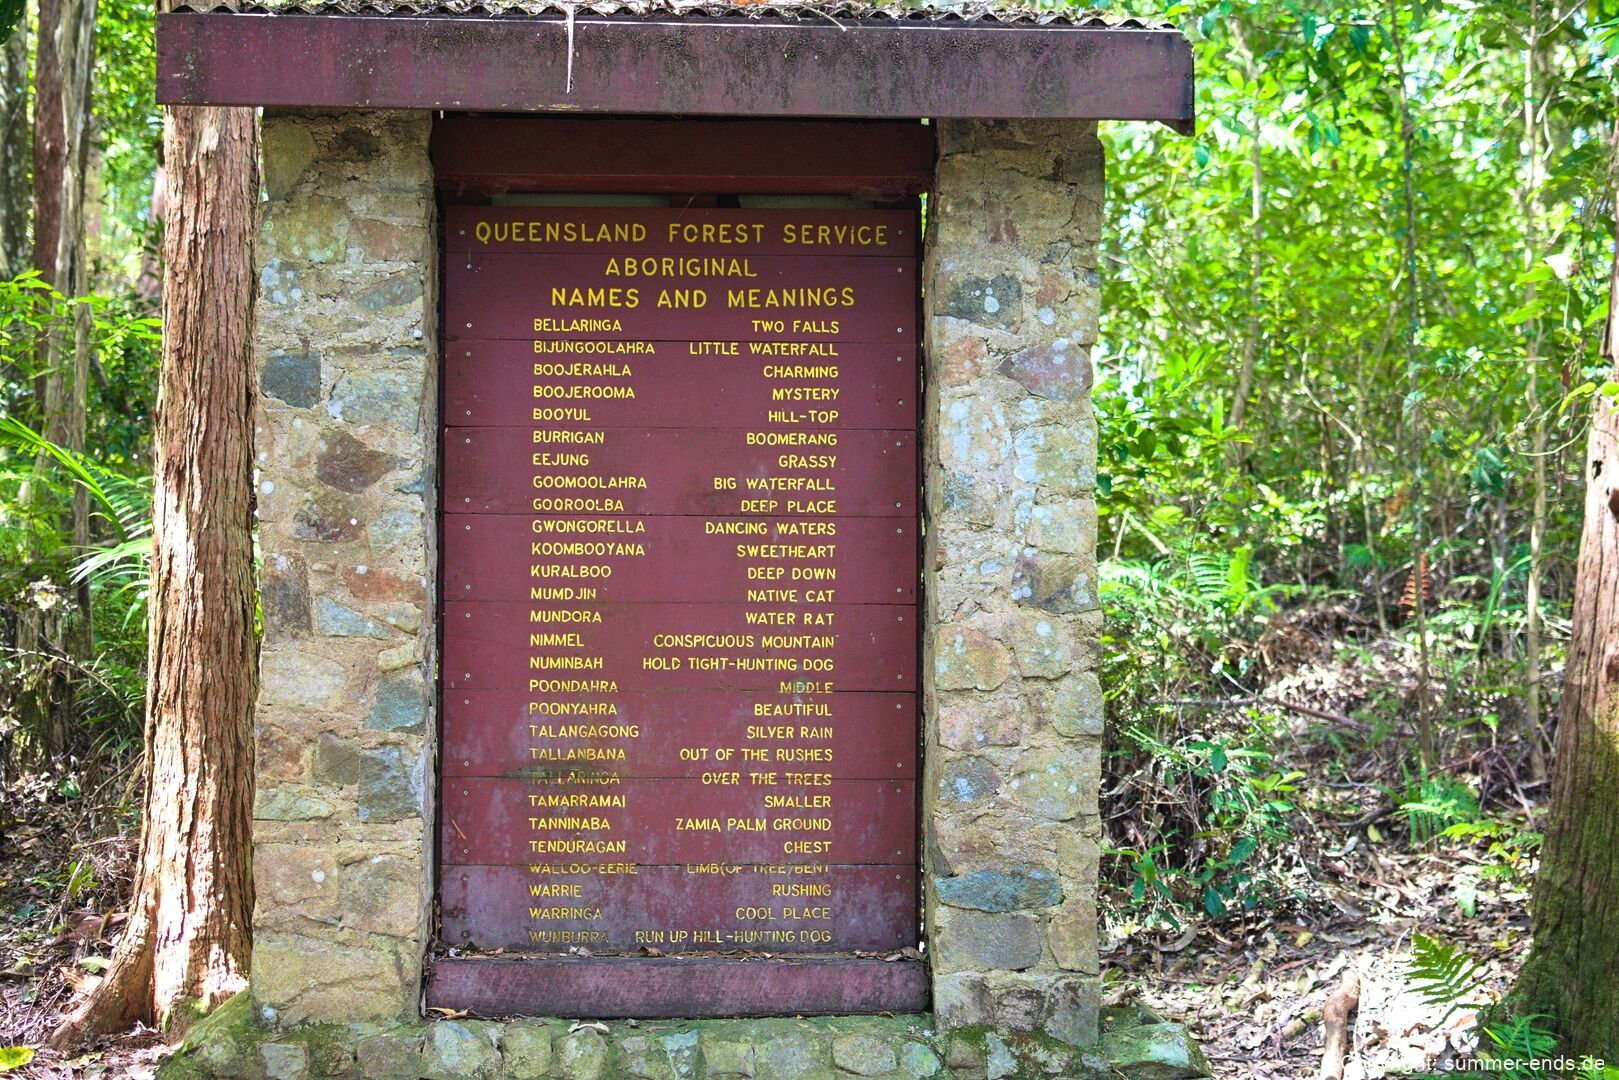 QUEENSLAND FOREST SERVICE
ABORIGINAL
NAMES AND MEANINGS
BELLARINGA TWO FALLS
BIJUNGOOLAHRA LITTLE WATERFALL
BOOJERAHLA CHARMING
BOOJEROOMA MYSTERY
BOOYUL HILL-TOP
BURRIGAN BOOMERANG
EEJUNG GRASSY
GOOMOOLAHRA BIG WATERFALL
GOOROOLBA DEEP PLACE
GWONGORELLA DANCING WATERS
KOOMBOOYANA SWEETHEART
KURALBOO DEEP DOWN
MUMDJIN NATIVE CAT
MUNDORA WATER RAT
NIMMEL CONSPICUOUS MOUNTAIN
NUMINBAH HOLD TIGHT-HUNTING DOG
POONDAHRA MIDDLE
POONYAHRA BEAUTIFUL
TALANGAGONG SILVER RAIN
TALLANBANA OUT OF THE RUSHES
TALLARINGA OVER THE TREES
TAMARRAMAI SMALLER
TANNINABA ZAMIA PALM GROUND
TENDURAGAN CHEST
WALLOO-EERIE LIMB(OF TREE)BENT
WARRIE RUSHING
WARRINGA COOL PLACE
WUNBURRA RUN UP HILL-HUNTING DOG
summer-ends.de